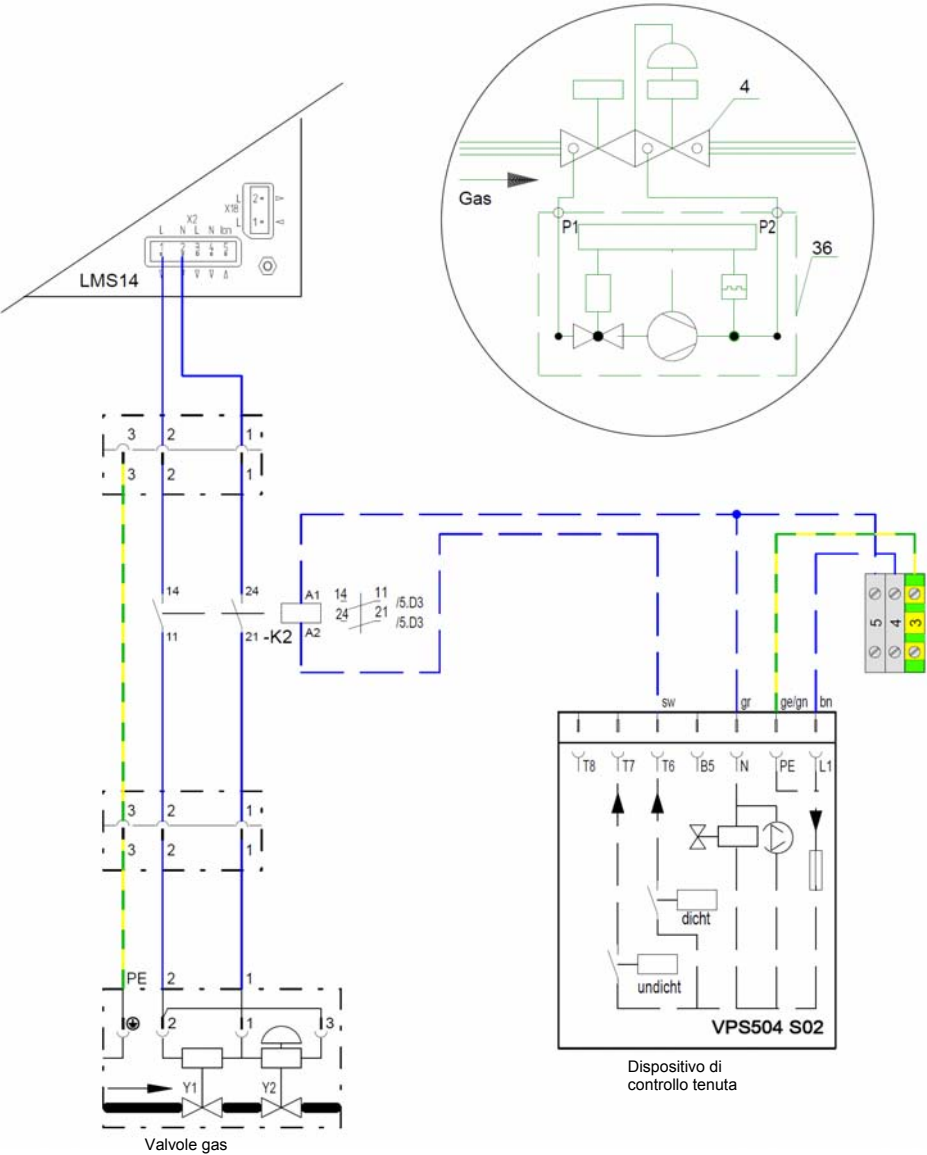 4
Gas
P1
P2
36
2
L
X18
L
1
X2
L N L N Ion
1 2 3 4 5
LMS14
3 2 1
3 2 1
14 24
11 21
-K2
A1
A2
14 11 /5.D3
24 21 /5.D3
5 4 3
sw gr ge/gn bn
T8 T7 T6 B5 N PE L1
dicht
undicht
VPS504 S02
Dispositivo di
controllo tenuta
3 2 1
3 2 1
PE 2 1
2 1 3
Y1 Y2
Valvole gas